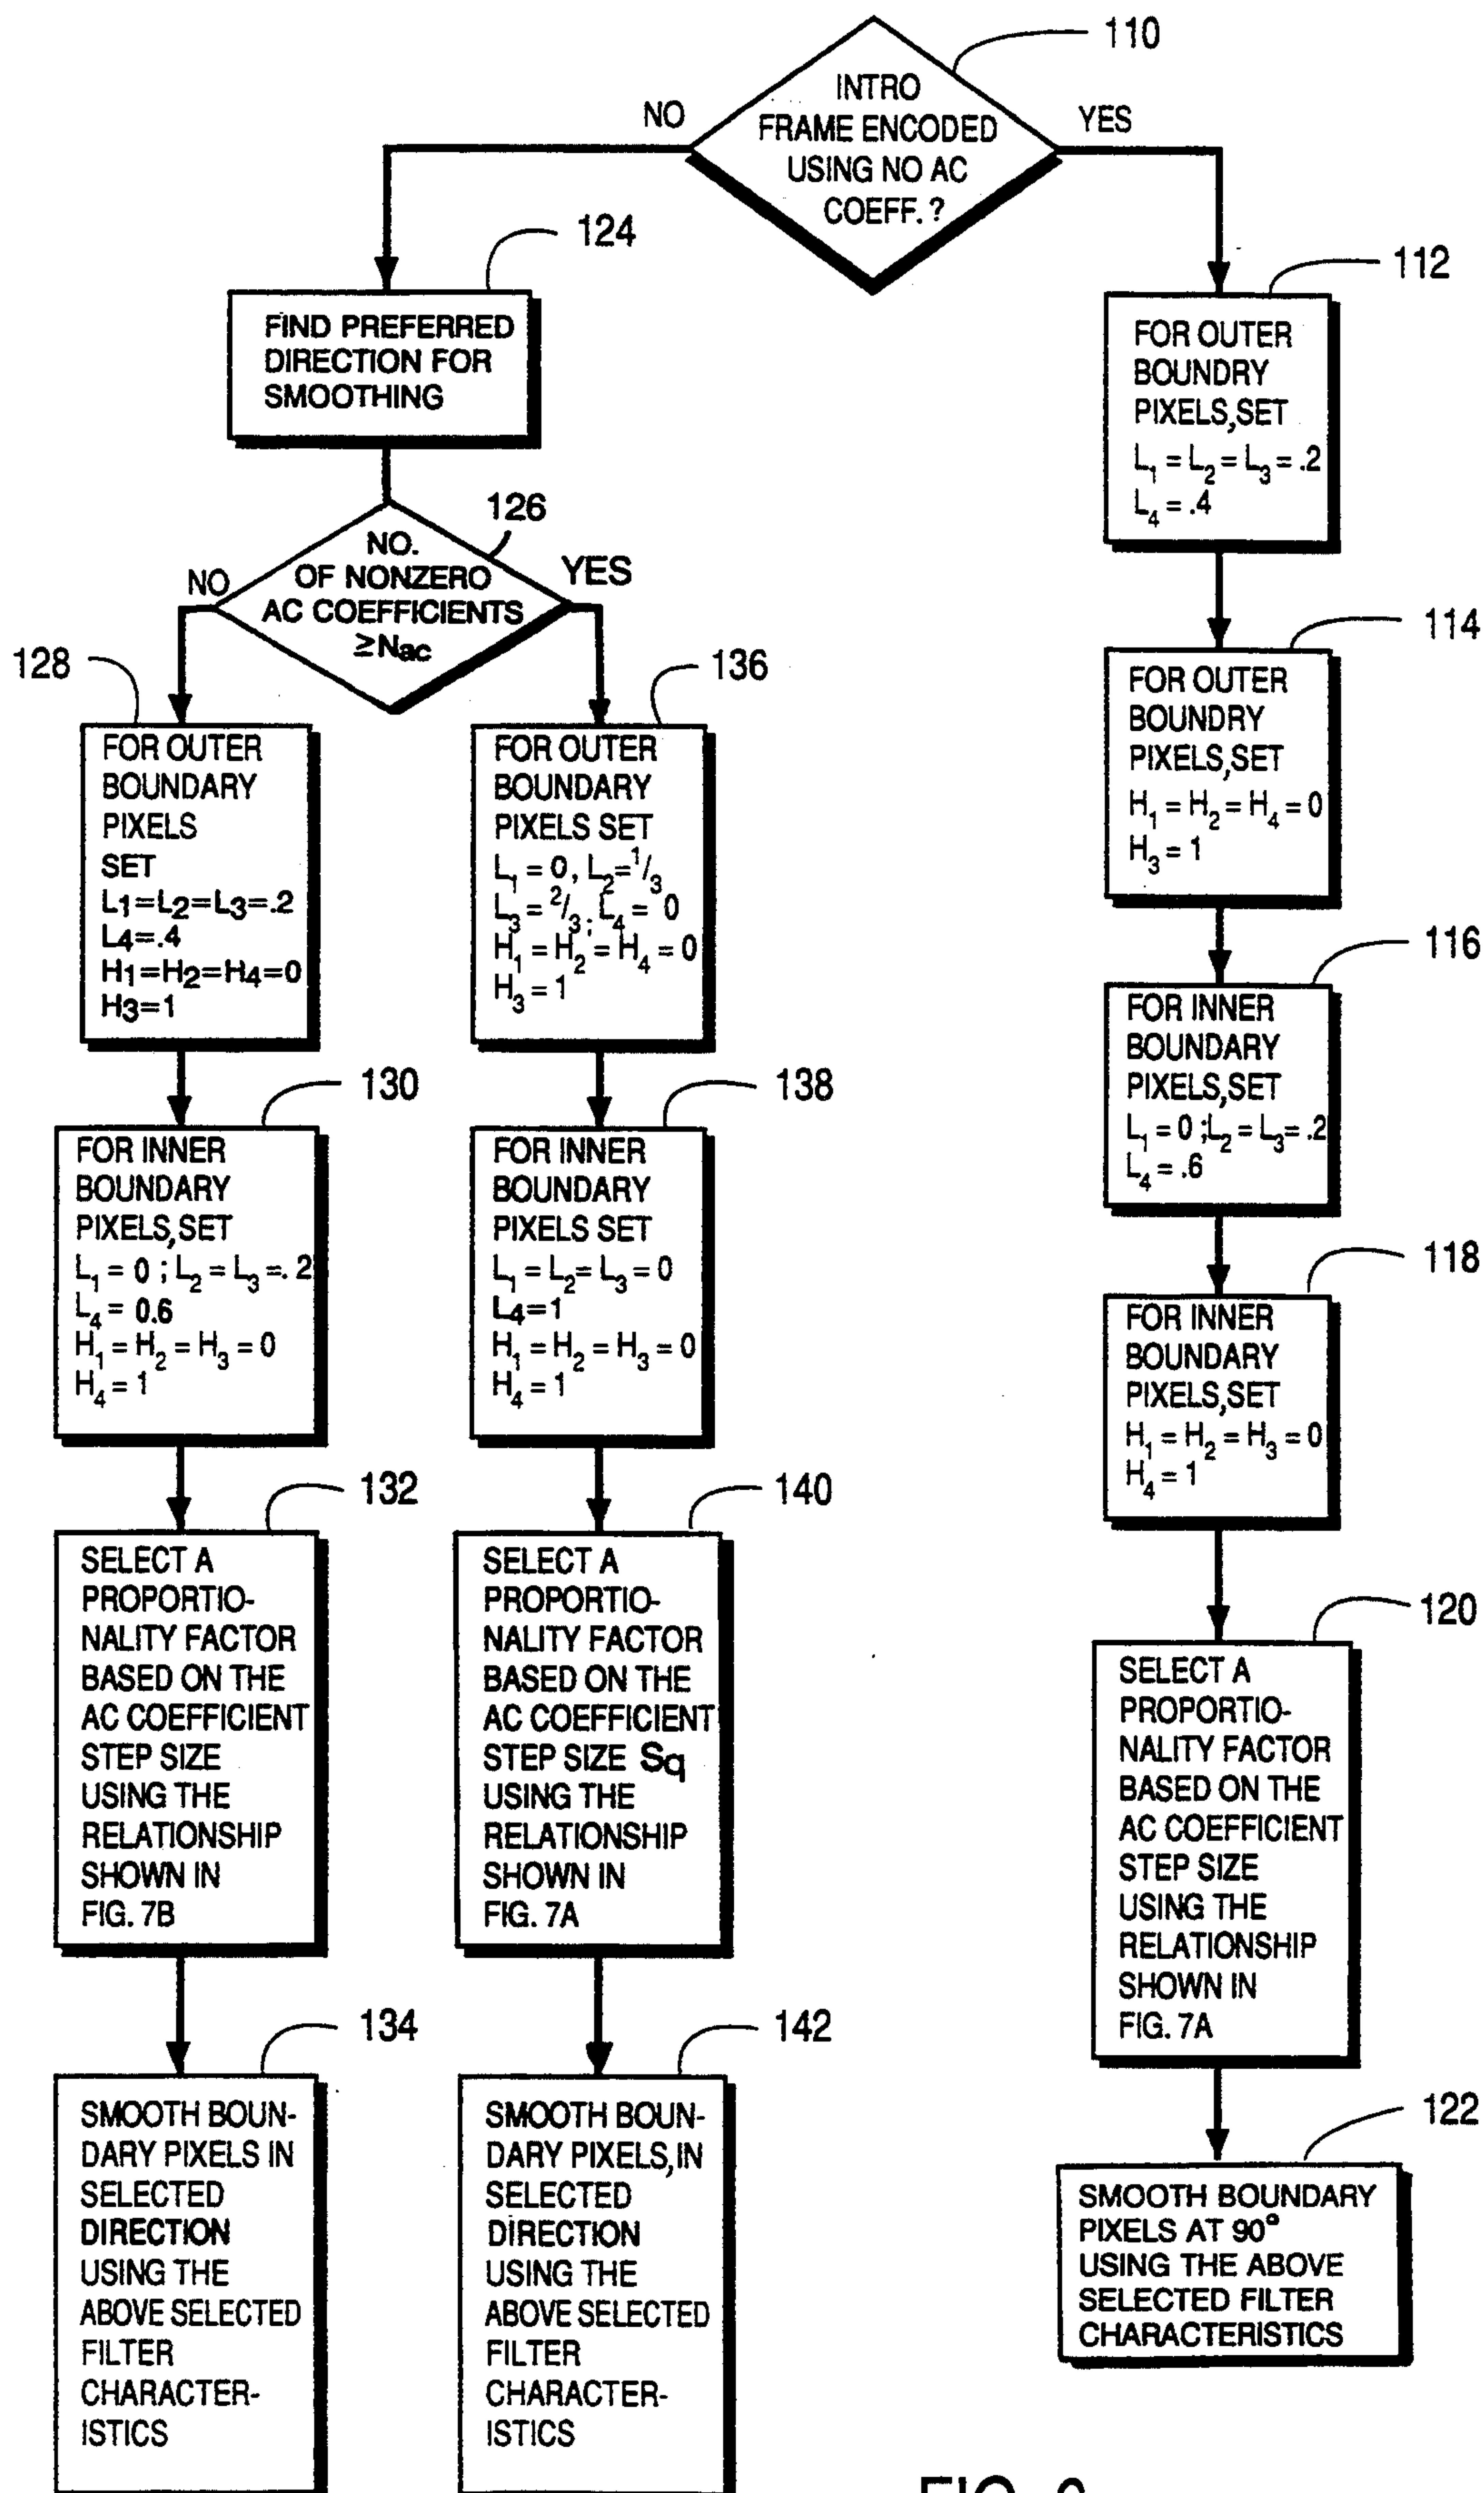 110
INTRO
FRAME ENCODED
USING NO AC
COEFF. ?
NO
YES
124
FIND PREFERRED
DIRECTION FOR
SMOOTHING
126
NO.
OF NONZERO
AC COEFFICIENTS
≥Nac
NO
YES
128
FOR OUTER
BOUNDARY
PIXELS
SET
L1=L2=L3=.2
L4=.4
H1=H2=H4=0
H3=1
130
FOR INNER
BOUNDARY
PIXELS,SET
L1 = 0 ; L2 = L3 =. 2
L4 = 0.6
H1 = H2 = H3 = 0
H4 = 1
132
SELECT A
PROPORTIO-
NALITY FACTOR
BASED ON THE
AC COEFFICIENT
STEP SIZE
USING THE
RELATIONSHIP
SHOWN IN
FIG. 7B
134
SMOOTH BOUN-
DARY PIXELS IN
SELECTED
DIRECTION
USING THE
ABOVE SELECTED
FILTER
CHARACTER-
ISTICS
136
FOR OUTER
BOUNDARY
PIXELS SET
L1 = 0, L2=1/3
L3 = 2/3; L4 = 0
H1 = H2 = H4 = 0
H3 = 1
138
FOR INNER
BOUNDARY
PIXELS SET
L1 = L2= L3 = 0
L4=1
H1 = H2 = H3 = 0
H4 = 1
140
SELECT A
PROPORTIO-
NALITY FACTOR
BASED ON THE
AC COEFFICIENT
STEP SIZE Sq
USING THE
RELATIONSHIP
SHOWN IN
FIG. 7A
142
SMOOTH BOUN-
DARY PIXELS,IN
SELECTED
DIRECTION
USING THE
ABOVE SELECTED
FILTER
CHARACTER-
ISTICS
112
FOR OUTER
BOUNDRY
PIXELS,SET
L1 = L2 = L3 = .2
L4 = .4
114
FOR OUTER
BOUNDRY
PIXELS,SET
H1 = H2 = H4 = 0
H3 = 1
116
FOR INNER
BOUNDARY
PIXELS,SET
L1 = 0 ;L2 = L3= .2
L4 = .6
118
FOR INNER
BOUNDARY
PIXELS,SET
H1 = H2 = H3 = 0
H4 = 1
120
SELECT A
PROPORTIO-
NALITY FACTOR
BASED ON THE
AC COEFFICIENT
STEP SIZE
USING THE
RELATIONSHIP
SHOWN IN
FIG. 7A
122
SMOOTH BOUNDARY
PIXELS AT 90°
USING THE ABOVE
SELECTED FILTER
CHARACTERISTICS
FIG.